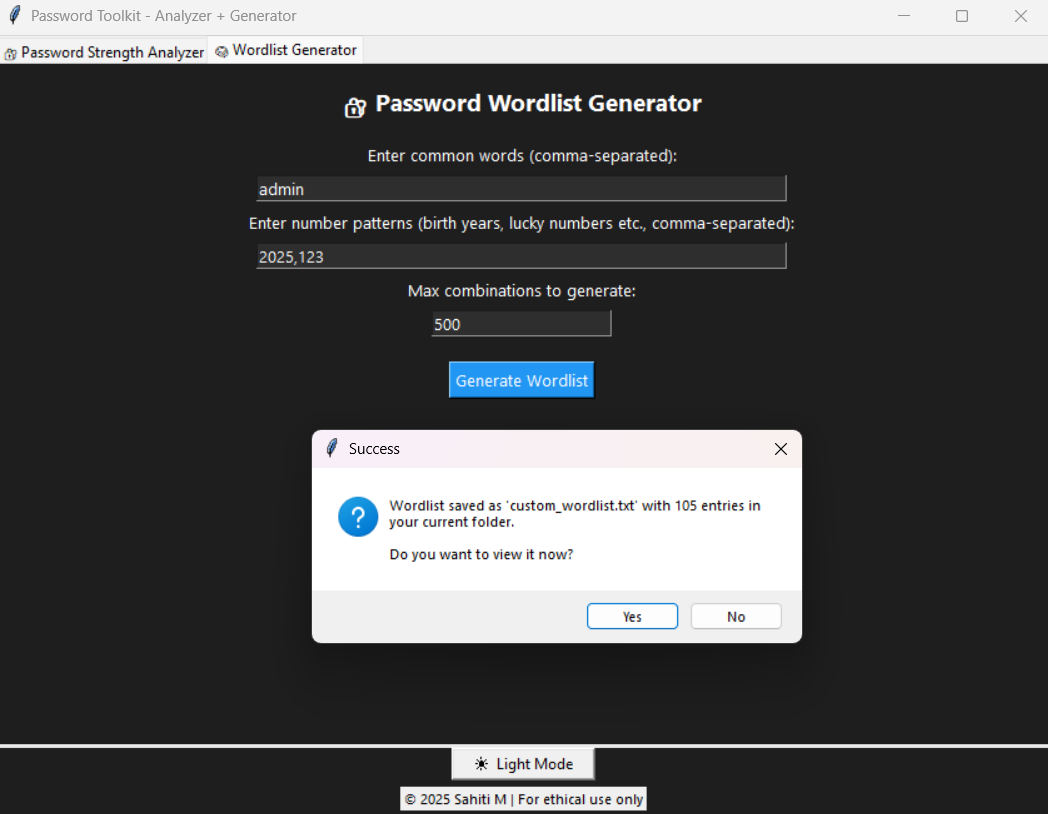 Password Toolkit - Analyzer + Generator
Password Strength Analyzer
Wordlist Generator
Password Wordlist Generator
Enter common words (comma-separated):
admin
Enter number patterns (birth years, lucky numbers etc., comma-separated):
2025,123
Max combinations to generate:
500
Generate Wordlist
Success
Wordlist saved as 'custom_wordlist.txt' with 105 entries in
your current folder.
Do you want to view it now?
Yes
No
Light Mode
© 2025 Sahiti M | For ethical use only